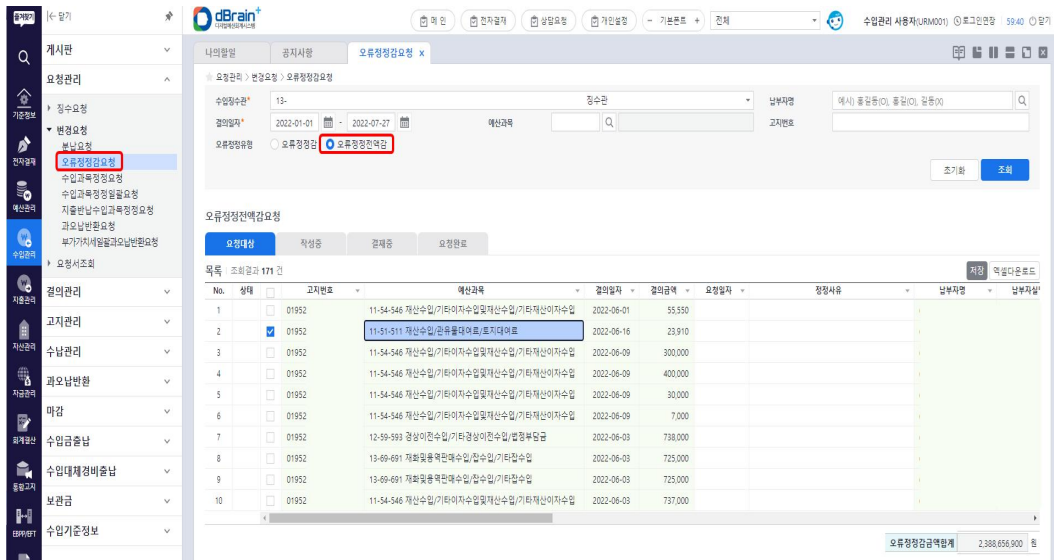 즐겨찾기
닫기
dBrain+
디지털예산회계시스템
메 인
전자결재
상담요청
개인설정
- 기본폰트 +
전체
수입관리 사용자(URM001)
로그인연장
59:40
닫기
기준정보
전자결재
예산관리
수입관리
지출관리
자산관리
자금관리
회계결산
통합고지
EBPP/EFT
게시판
요청관리
징수요청
변경요청
분납요청
오류정정감요청
수입과목정정요청
수입과목정정일괄요청
지출반납수입과목정정요청
과오납반환요청
부가가치세일괄과오납반환요청
요청서조회
결의관리
고지관리
수납관리
과오납반환
마감
수입금출납
수입대체경비출납
보관금
수입기준정보
나의할일
공지사항
오류정정감요청 x
요청관리 > 변경요청 > 오류정정감요청
수입징수관*
13-
징수관
납부자명
예시) 홍길동(O), 홍길(O), 길동(X)
결의일자*
2022-01-01 - 2022-07-27
예산과목
고지번호
오류정정유형
오류정정감
오류정정전액감
초기화
조회
오류정정전액감요청
요청대상
작성중
결재중
요청완료
목록 조회결과 171 건
저장
엑셀다운로드
No. 상태 고지번호 예산과목 결의일자 결의금액 요청일자 정정사유 납부자명 납부자실
1 01952 11-54-546 재산수입/기타이자수입및재산수입/기타재산이자수입 2022-06-01 55,550
2 01952 11-51-511 재산수입/관유물대여료/토지대여료 2022-06-16 23,910
3 01952 11-54-546 재산수입/기타이자수입및재산수입/기타재산이자수입 2022-06-09 300,000
4 01952 11-54-546 재산수입/기타이자수입및재산수입/기타재산이자수입 2022-06-09 400,000
5 01952 11-54-546 재산수입/기타이자수입및재산수입/기타재산이자수입 2022-06-09 30,000
6 01952 11-54-546 재산수입/기타이자수입및재산수입/기타재산이자수입 2022-06-09 7,000
7 01952 12-59-593 경상이전수입/기타경상이전수입/법정부담금 2022-06-03 738,000
8 01952 13-69-691 재화및용역판매수입/잡수입/기타잡수입 2022-06-03 725,000
9 01952 13-69-691 재화및용역판매수입/잡수입/기타잡수입 2022-06-03 725,000
10 01952 11-54-546 재산수입/기타이자수입및재산수입/기타재산이자수입 2022-06-03 737,000
오류정정감금액합계 2,388,656,900 원